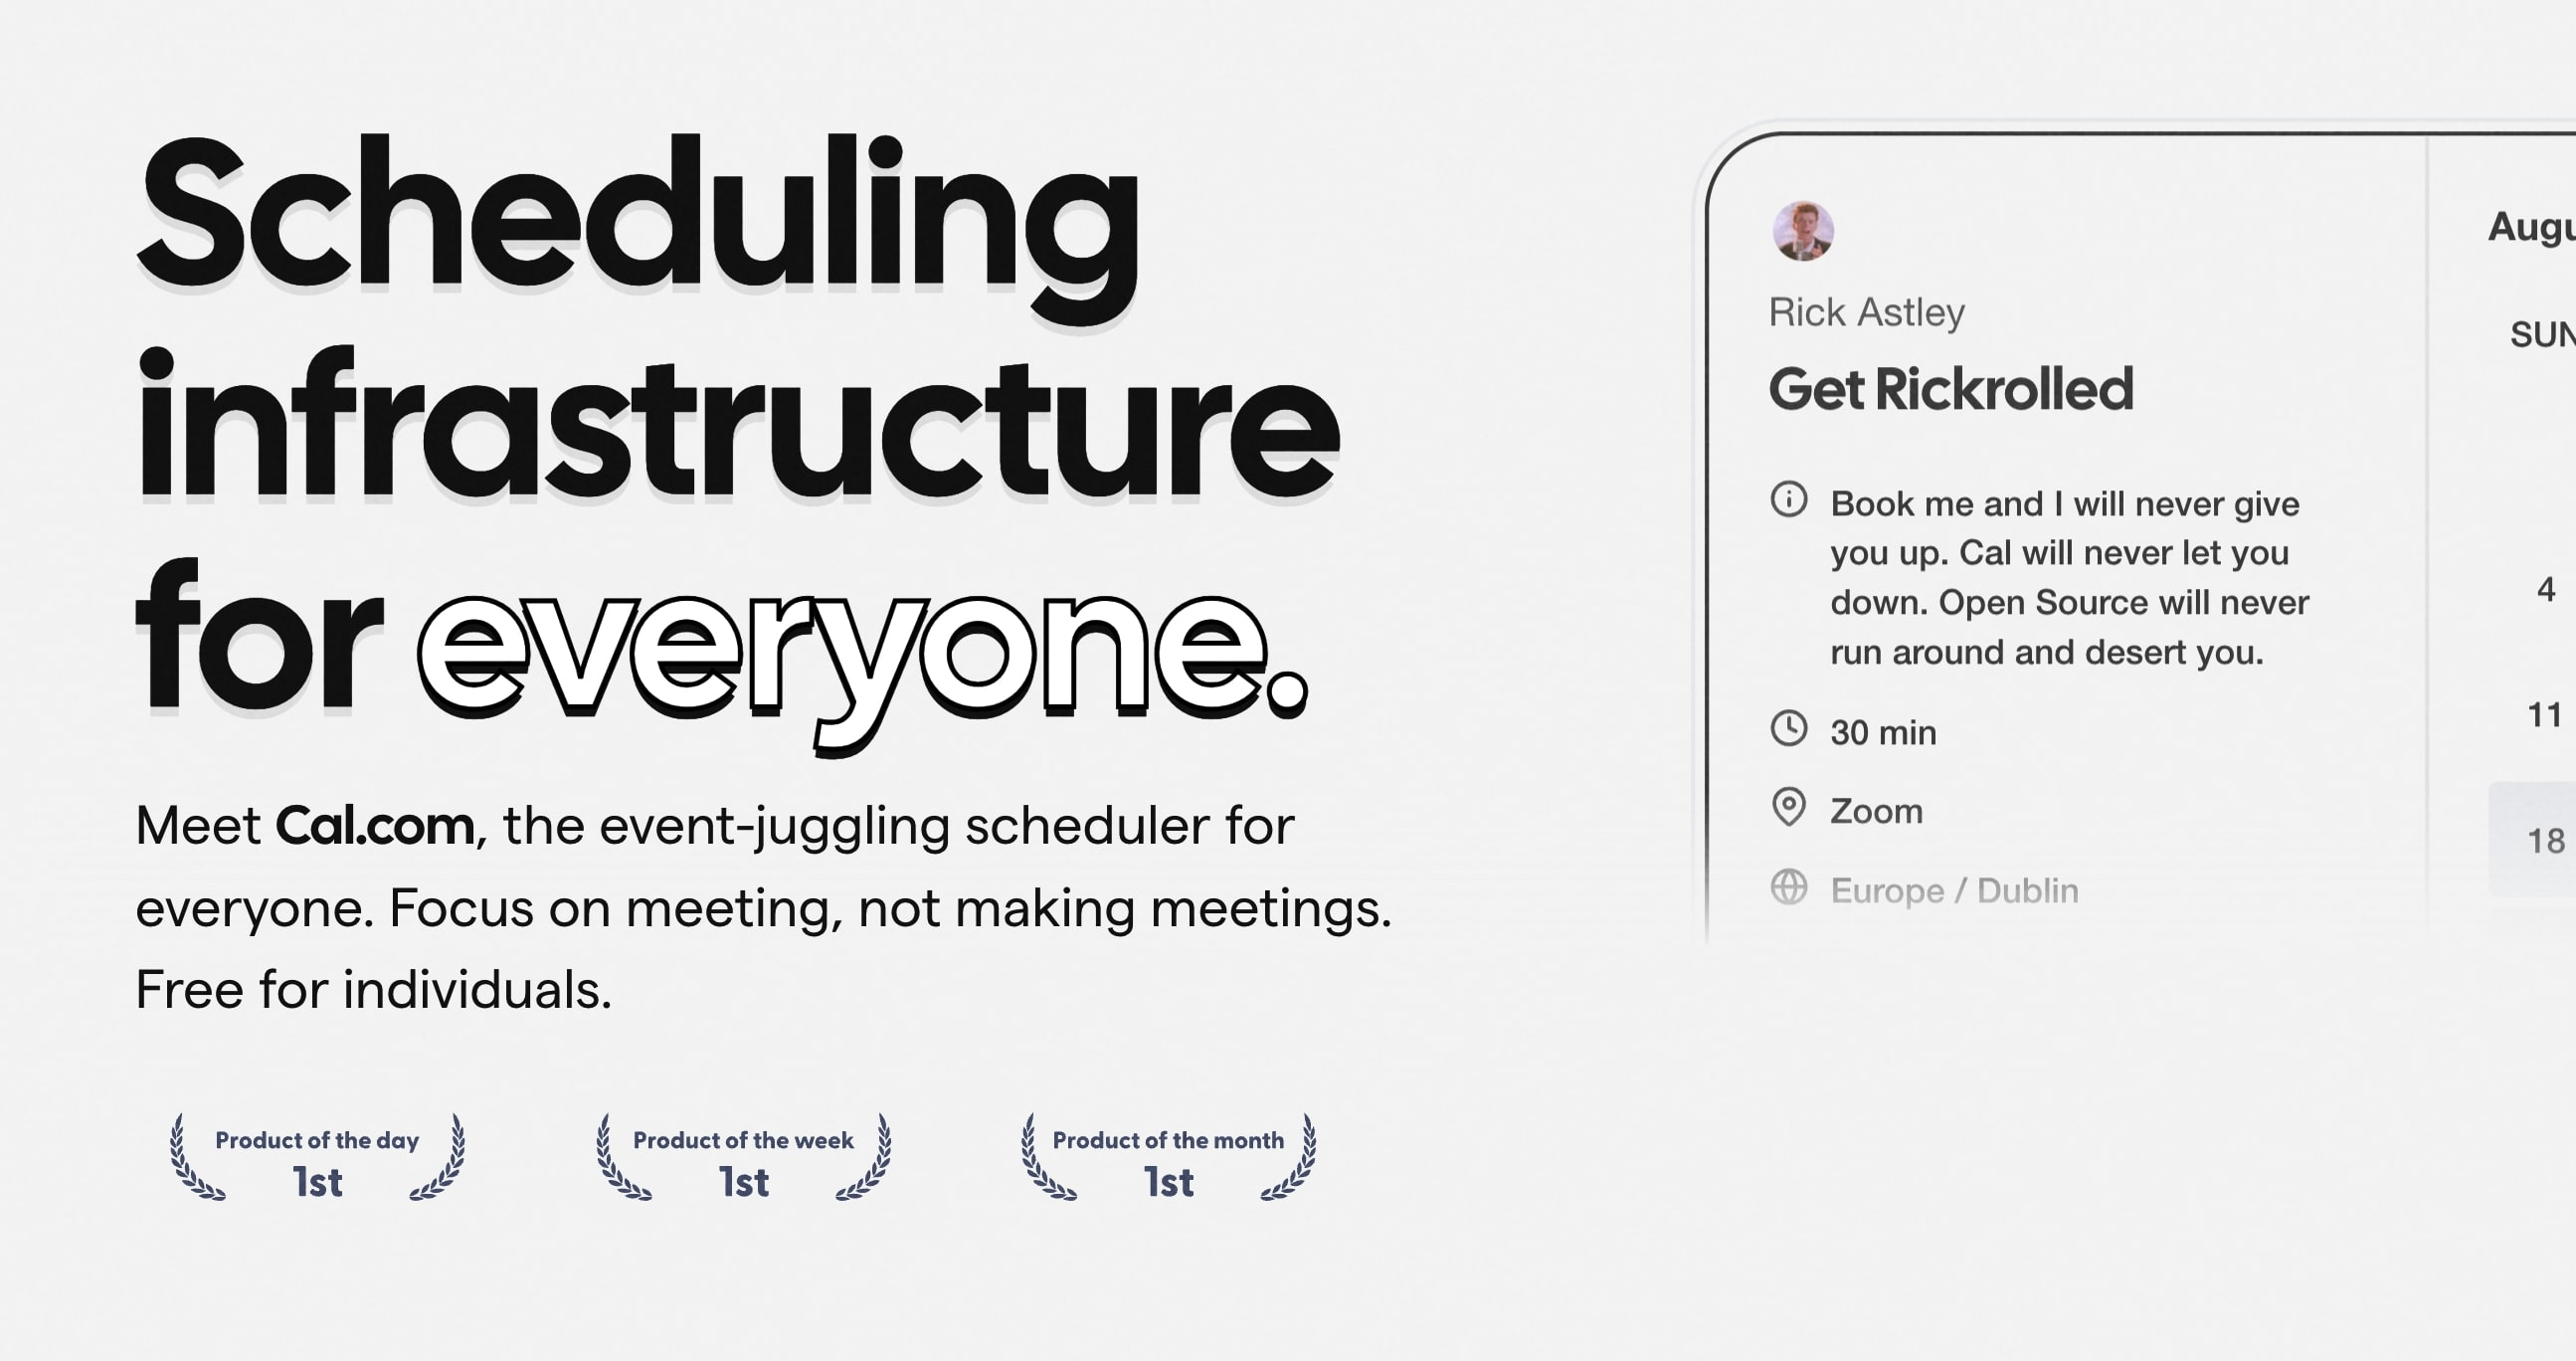 Scheduling
infrastructure
for everyone.
Meet Cal.com, the event-juggling scheduler for
everyone. Focus on meeting, not making meetings.
Free for individuals.
Product of the day
1st
Product of the week
1st
Product of the month
1st
Rick Astley
Get Rickrolled
Book me and I will never give
you up. Cal will never let you
down. Open Source will never
run around and desert you.
30 min
Zoom
Europe / Dublin
Augu
SUN
4
11
18